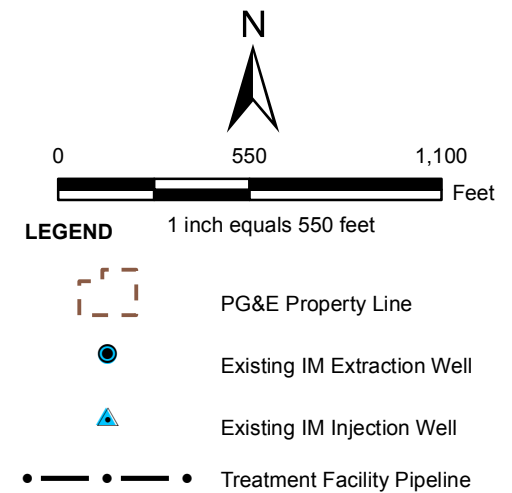 N
0 550 1,100
Feet
1 inch equals 550 feet
LEGEND
PG&E Property Line
Existing IM Extraction Well
Existing IM Injection Well
Treatment Facility Pipeline